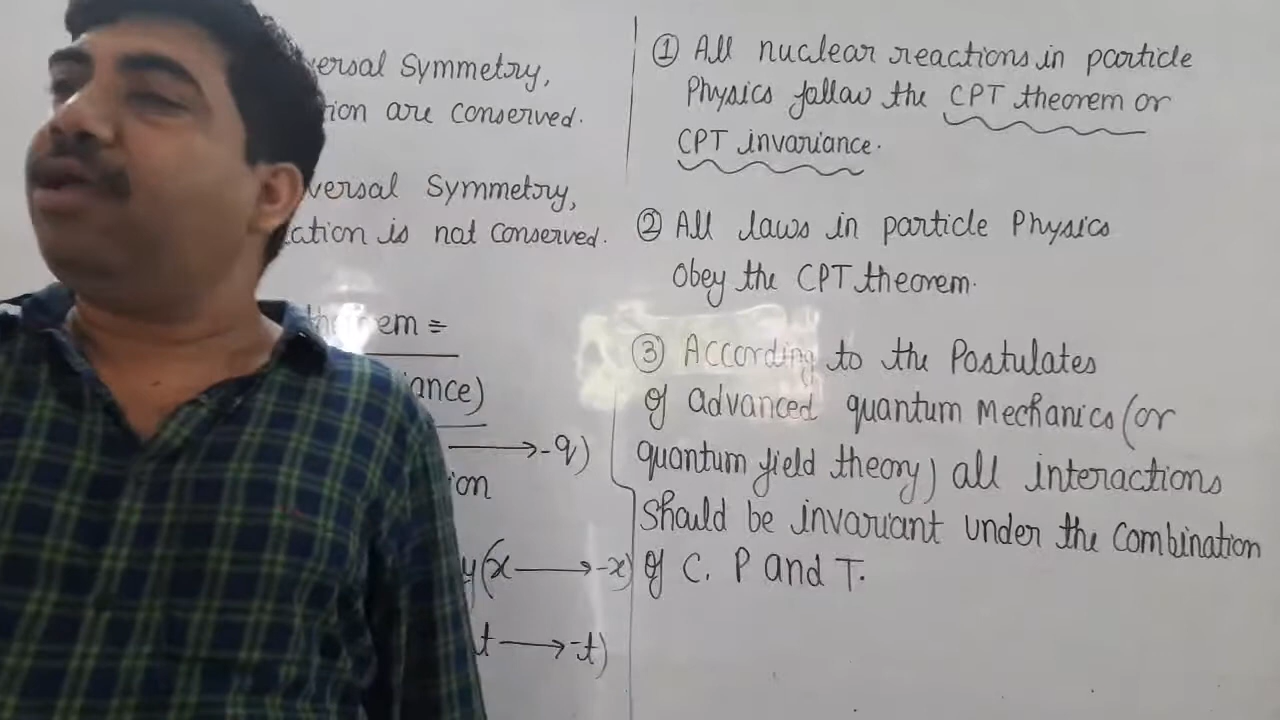 versal Symmetry,
tion are conserved.
versal Symmetry,
ction is not conserved.
theorem =
ance)
→ -q)
ion
y(x → -x)
t → -t)
① All nuclear reactions in particle
Physics follow the CPT theorem or
CPT invariance.
② All laws in particle Physics
Obey the CPT theorem.
③ According to the Postulates
of advanced quantum Mechanics (or
quantum field theory) all interactions
Should be invariant under the Combination
of C, P and T.